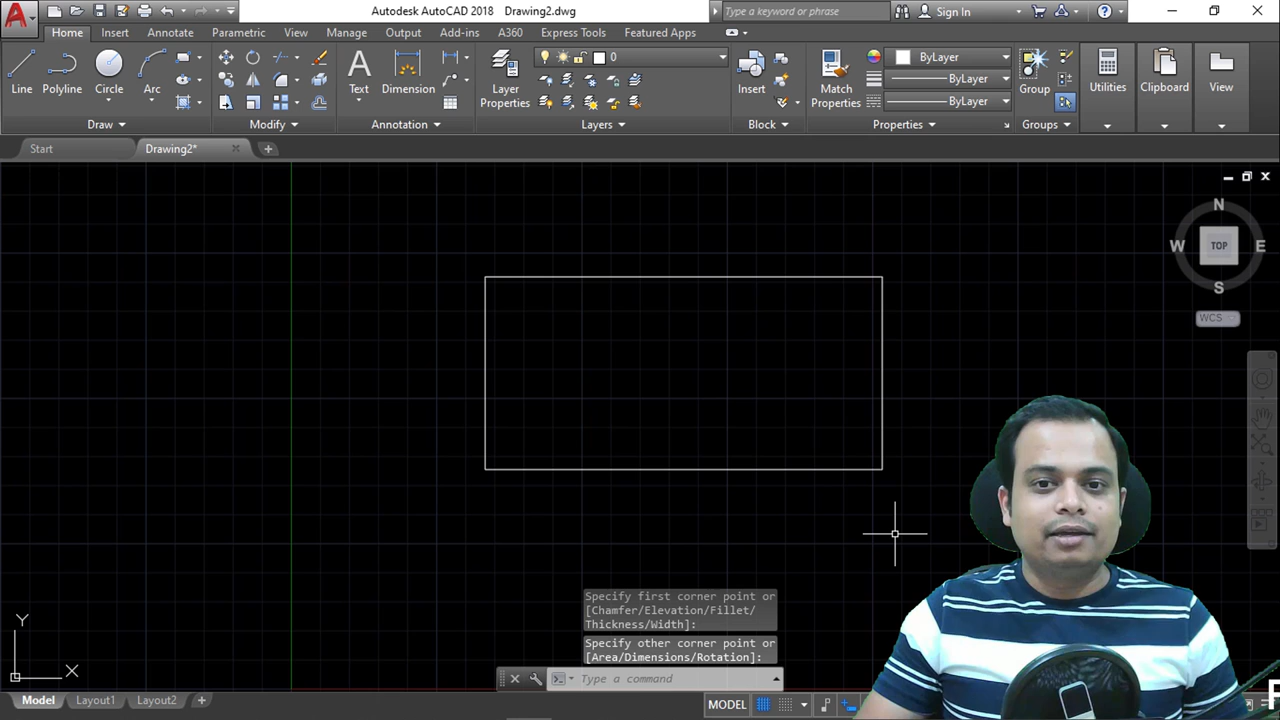 Autodesk AutoCAD 2018 Drawing2.dwg
Type a keyword or phrase
Sign In
Home Insert Annotate Parametric View Manage Output Add-ins A360 Express Tools Featured Apps
Line
Polyline
Circle
Arc
Draw
Modify
Text
Dimension
Annotation
Layer
Properties
0
Layers
Insert
Block
Match
Properties
ByLayer
ByLayer
ByLayer
Properties
Group
Groups
Utilities
Clipboard
View
Start
Drawing2*
N
W
TOP
E
S
WCS
Specify first corner point or
[Chamfer/Elevation/Fillet/
Thickness/Width]:
Specify other corner point or
[Area/Dimensions/Rotation]:
Type a command
Y
X
Model Layout1 Layout2
MODEL